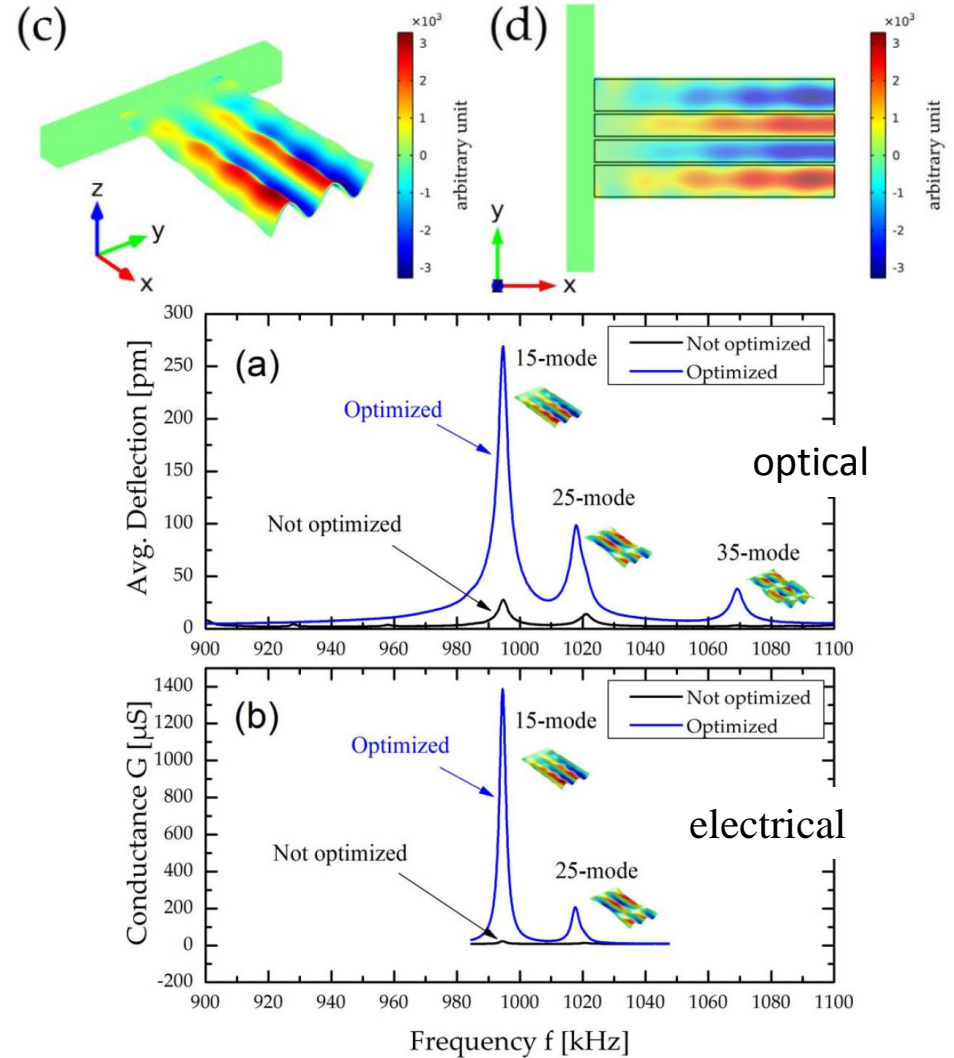 (c)
×10³
3
2
1
0
-1
-2
-3
arbitrary unit
z
y
x
(d)
×10³
3
2
1
0
-1
-2
-3
arbitrary unit
y
z
x
300
250
200
150
100
50
0
Avg. Deflection [pm]
(a)
15-mode
Not optimized
Optimized
Optimized
optical
25-mode
Not optimized
35-mode
900 920 940 960 980 1000 1020 1040 1060 1080 1100
1400
1200
1000
800
600
400
200
0
-200
Conductance G [µS]
(b)
15-mode
Not optimized
Optimized
Optimized
electrical
Not optimized
25-mode
900 920 940 960 980 1000 1020 1040 1060 1080 1100
Frequency f [kHz]